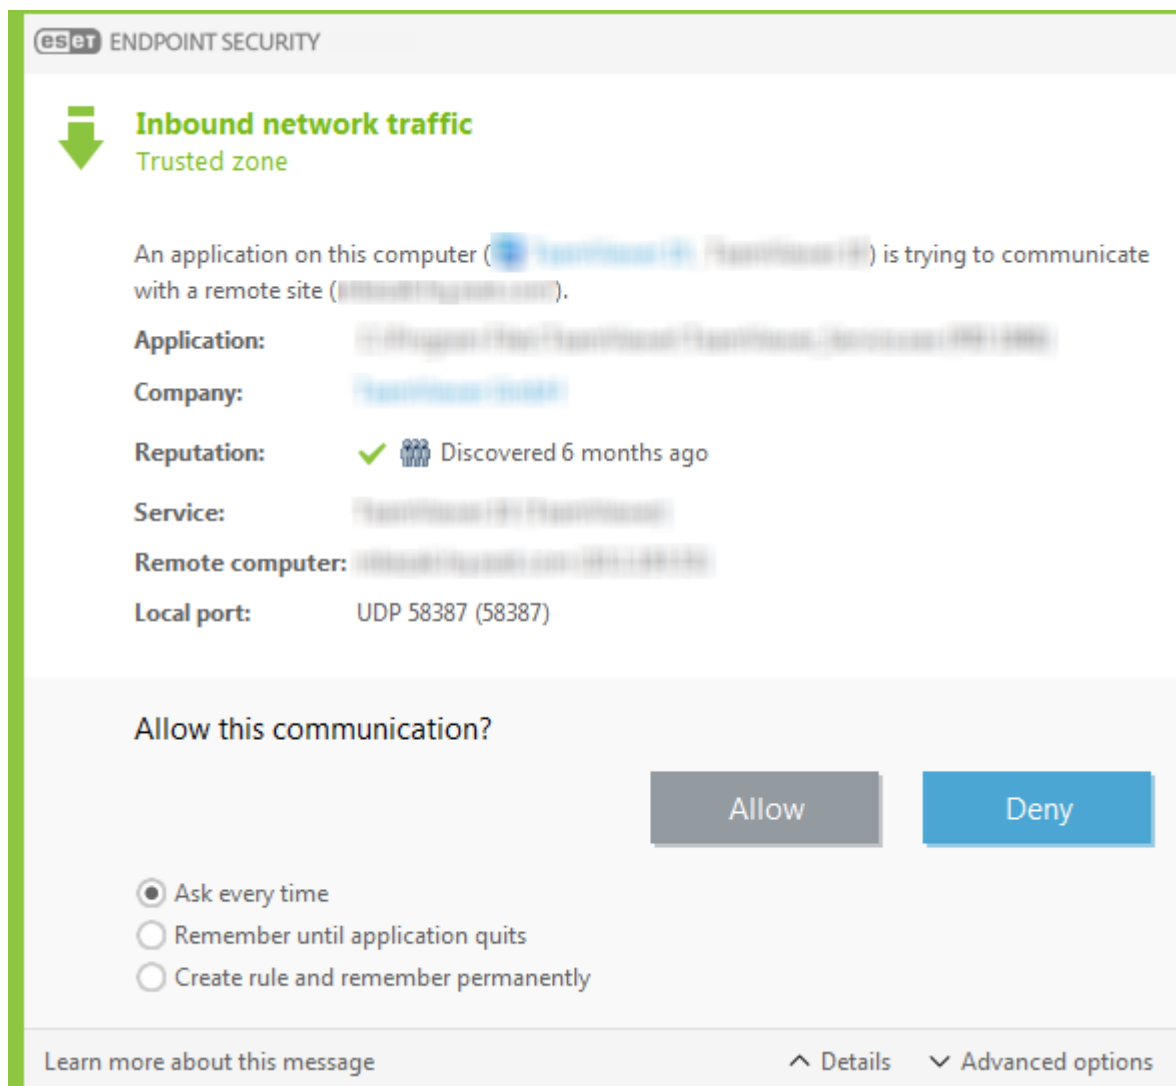 eset ENDPOINT SECURITY
Inbound network traffic
Trusted zone
An application on this computer ( ) is trying to communicate
with a remote site ( ).
Application:
Company:
Reputation: Discovered 6 months ago
Service:
Remote computer:
Local port: UDP 58387 (58387)
Allow this communication?
Allow Deny
Ask every time
Remember until application quits
Create rule and remember permanently
Learn more about this message Details Advanced options